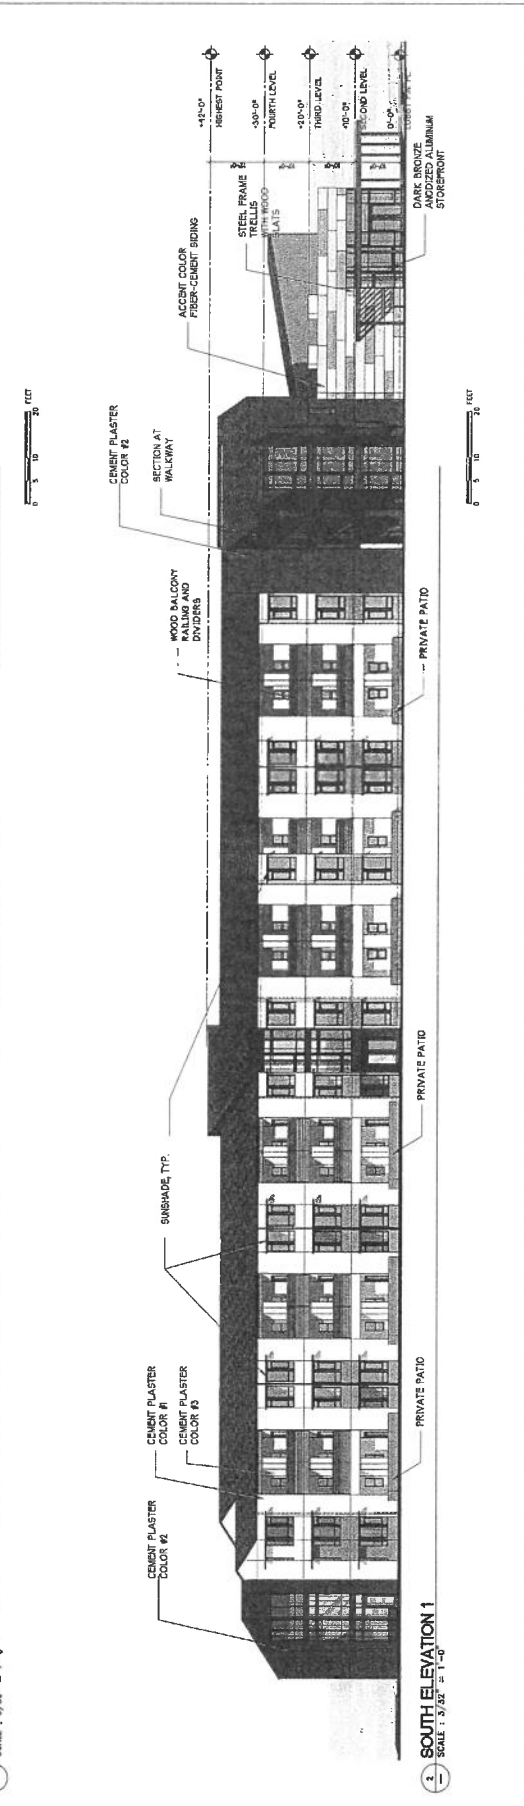 +42'-0"
HIGHEST POINT
+30'-0"
FOURTH LEVEL
+20'-0"
THIRD LEVEL
+10'-0"
SECOND LEVEL
0'-0"
CEMENT PLASTER
COLOR #2
CEMENT PLASTER
COLOR #1
CEMENT PLASTER
COLOR #3
SUNSHADE, TYP.
WOOD BALCONY
RAILING AND
DIVIDERS
CEMENT PLASTER
COLOR #2
SECTION AT
WALKWAY
ACCENT COLOR
FIBER-CEMENT SIDING
STEEL FRAME
TRELLIS
WITH WOOD
SLATS
DARK BRONZE
ANODIZED ALUMINUM
STOREFRONT
PRIVATE PATIO
PRIVATE PATIO
PRIVATE PATIO
0 5 10 20
FEET
0 5 10 20
FEET
2
SOUTH ELEVATION 1
SCALE : 3/32" = 1'-0"